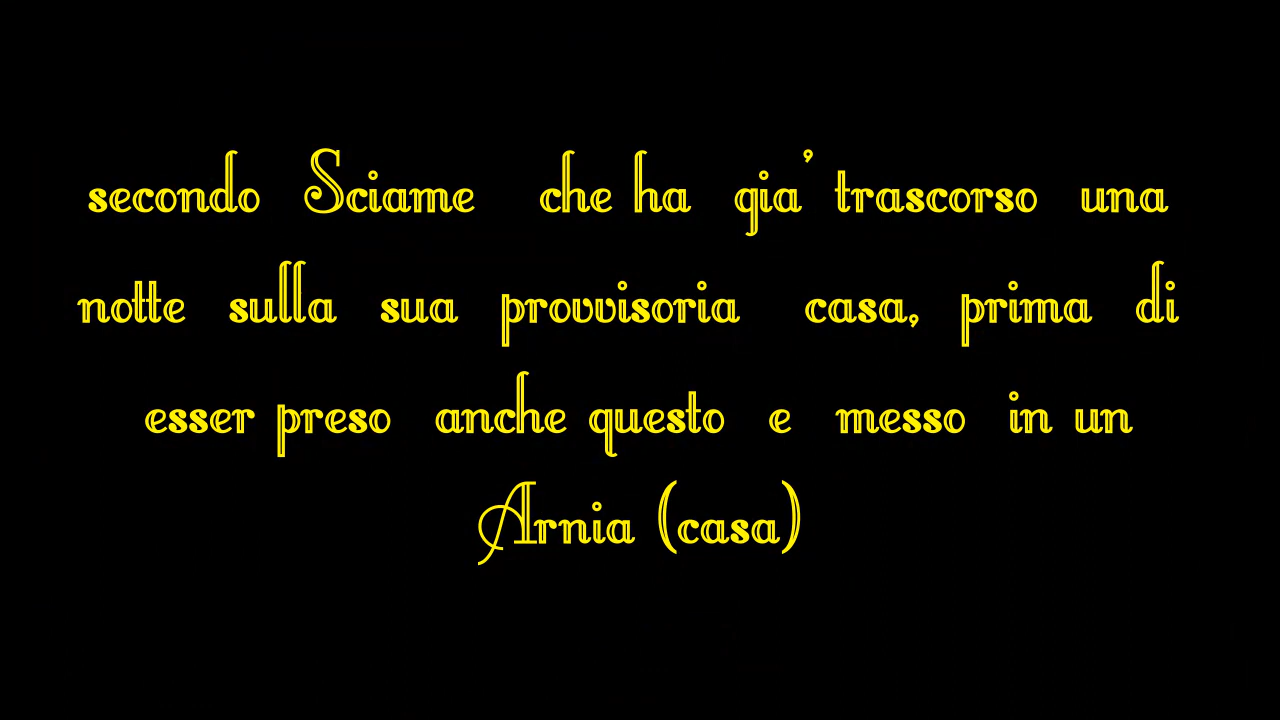 secondo Sciame che ha gia' trascorso una
notte sulla sua provvisoria casa, prima di
esser preso anche questo e messo in un
Arnia (casa)